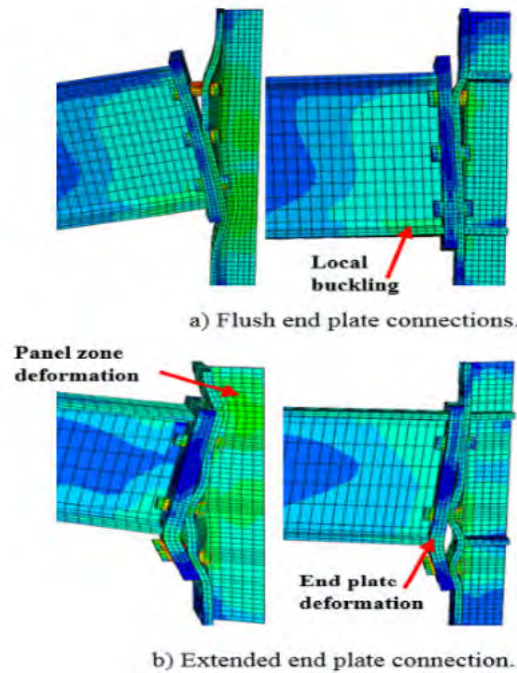 Local
buckling
a) Flush end plate connections.
Panel zone
deformation
End plate
deformation
b) Extended end plate connection.